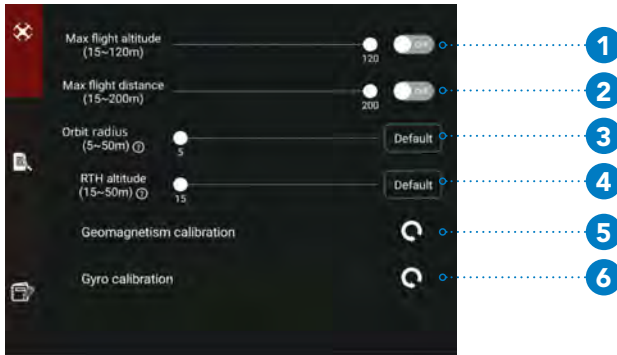 Max flight altitude
(15~120m)
120
OFF
1
Max flight distance
(15~200m)
200
OFF
2
Orbit radius
(5~50m) ?
5
Default
3
RTH altitude
(15~50m) ?
15
Default
4
Geomagnetism calibration
5
Gyro calibration
6